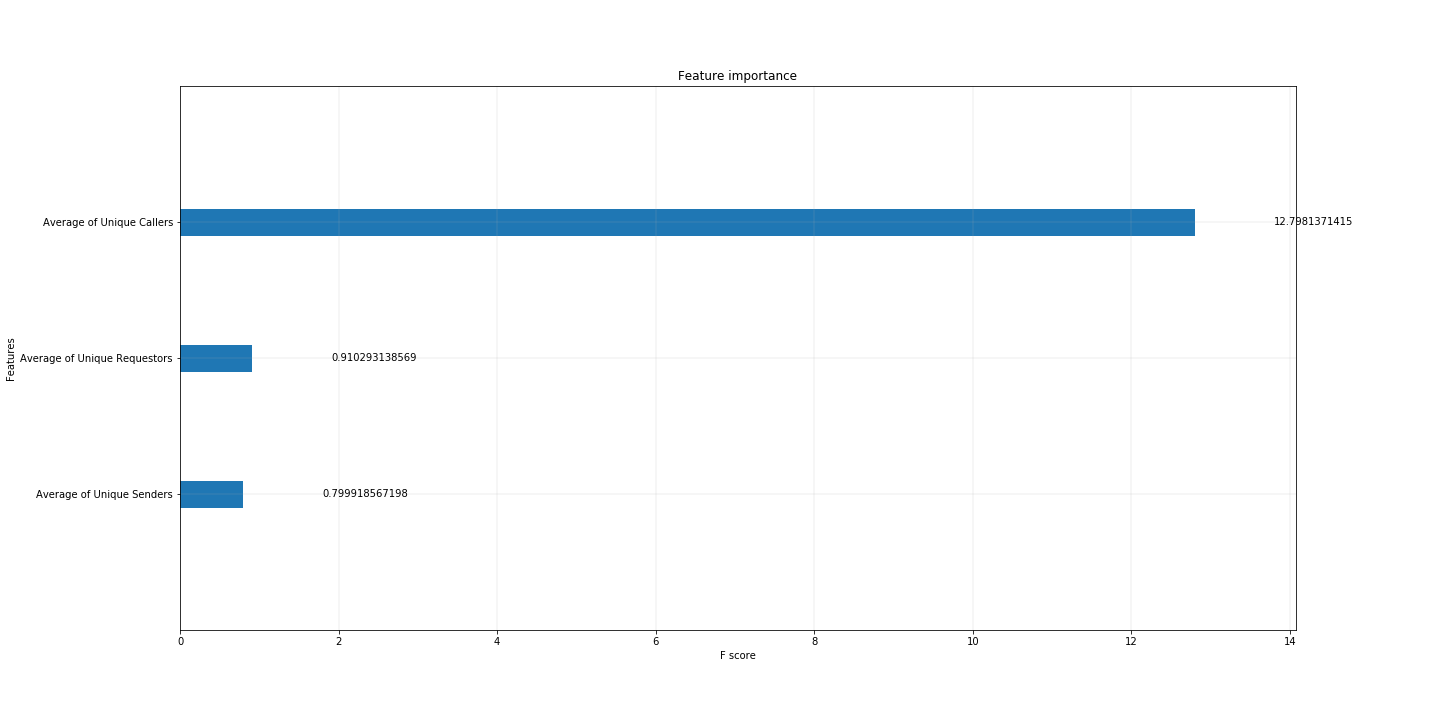 Feature importance
Features
Average of Unique Callers
12.7981371415
Average of Unique Requestors
0.910293138569
Average of Unique Senders
0.799918567198
0 2 4 6 8 10 12 14
F score